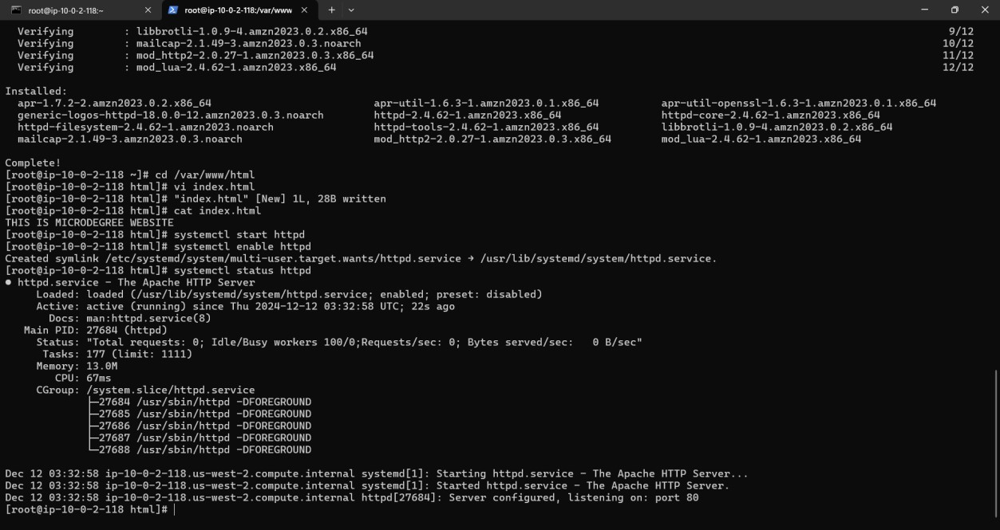 root@ip-10-0-2-118:~
root@ip-10-0-2-118:/var/www
Verifying : libbrotli-1.0.9-4.amzn2023.0.2.x86_64 9/12
Verifying : mailcap-2.1.49-3.amzn2023.0.3.noarch 10/12
Verifying : mod_http2-2.0.27-1.amzn2023.0.3.x86_64 11/12
Verifying : mod_lua-2.4.62-1.amzn2023.x86_64 12/12
Installed:
apr-1.7.2-2.amzn2023.0.2.x86_64 apr-util-1.6.3-1.amzn2023.0.1.x86_64 apr-util-openssl-1.6.3-1.amzn2023.0.1.x86_64
generic-logos-httpd-18.0.0-12.amzn2023.0.3.noarch httpd-2.4.62-1.amzn2023.x86_64 httpd-core-2.4.62-1.amzn2023.x86_64
httpd-filesystem-2.4.62-1.amzn2023.noarch httpd-tools-2.4.62-1.amzn2023.x86_64 libbrotli-1.0.9-4.amzn2023.0.2.x86_64
mailcap-2.1.49-3.amzn2023.0.3.noarch mod_http2-2.0.27-1.amzn2023.0.3.x86_64 mod_lua-2.4.62-1.amzn2023.x86_64
Complete!
[root@ip-10-0-2-118 ~]# cd /var/www/html
[root@ip-10-0-2-118 html]# vi index.html
[root@ip-10-0-2-118 html]# "index.html" [New] 1L, 28B written
[root@ip-10-0-2-118 html]# cat index.html
THIS IS MICRODEGREE WEBSITE
[root@ip-10-0-2-118 html]# systemctl start httpd
[root@ip-10-0-2-118 html]# systemctl enable httpd
Created symlink /etc/systemd/system/multi-user.target.wants/httpd.service → /usr/lib/systemd/system/httpd.service.
[root@ip-10-0-2-118 html]# systemctl status httpd
● httpd.service - The Apache HTTP Server
Loaded: loaded (/usr/lib/systemd/system/httpd.service; enabled; preset: disabled)
Active: active (running) since Thu 2024-12-12 03:32:58 UTC; 22s ago
Docs: man:httpd.service(8)
Main PID: 27684 (httpd)
Status: "Total requests: 0; Idle/Busy workers 100/0;Requests/sec: 0; Bytes served/sec:   0 B/sec"
Tasks: 177 (limit: 1111)
Memory: 13.0M
CPU: 67ms
CGroup: /system.slice/httpd.service
├─27684 /usr/sbin/httpd -DFOREGROUND
├─27685 /usr/sbin/httpd -DFOREGROUND
├─27686 /usr/sbin/httpd -DFOREGROUND
├─27687 /usr/sbin/httpd -DFOREGROUND
└─27688 /usr/sbin/httpd -DFOREGROUND
Dec 12 03:32:58 ip-10-0-2-118.us-west-2.compute.internal systemd[1]: Starting httpd.service - The Apache HTTP Server...
Dec 12 03:32:58 ip-10-0-2-118.us-west-2.compute.internal systemd[1]: Started httpd.service - The Apache HTTP Server.
Dec 12 03:32:58 ip-10-0-2-118.us-west-2.compute.internal httpd[27684]: Server configured, listening on: port 80
[root@ip-10-0-2-118 html]#